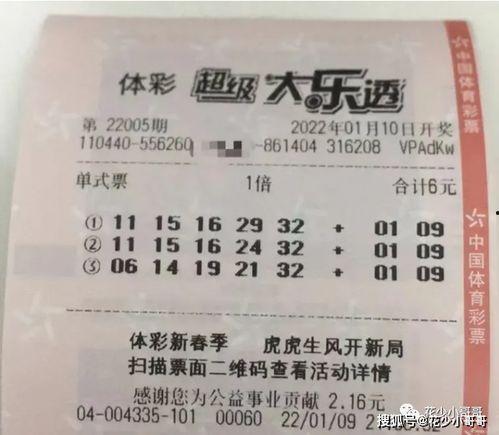 体彩 超级大乐透
第 22005期 2022年01月10日开奖
110440-556260 -861404 316208 VPAdKw
单式票 1倍 合计6元
① 11 15 16 29 32 + 01 09
② 11 15 16 24 32 + 01 09
③ 06 14 19 21 32 + 01 09
体彩新春季 虎虎生风开新局
扫描票面二维码查看活动详情
感谢您为公益事业贡献 2.16元
04-004335-101 00060 22/01/09
中国体育彩票
中国体育彩票
花少小哥哥
搜狐号@花少小哥哥